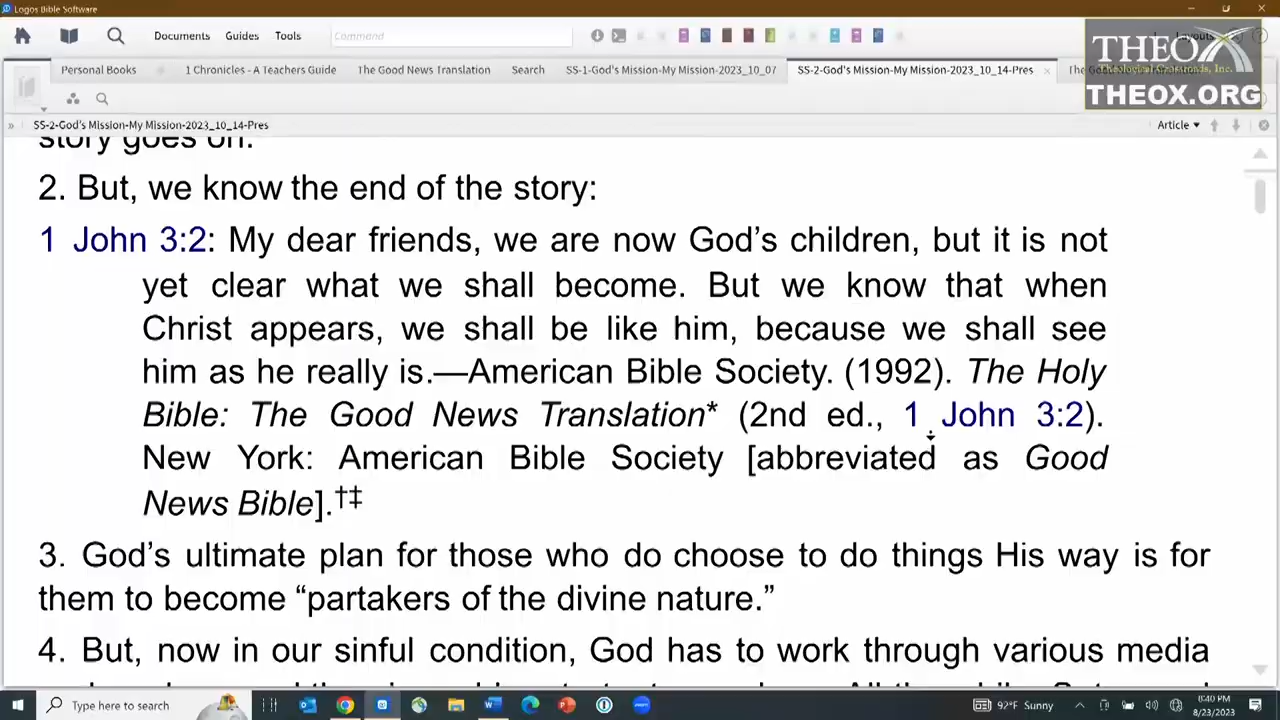 Logos Bible Software
Documents Guides Tools Command
THEOX
Theological Crossroads, Inc.
THEOX.ORG
Personal Books 1 Chronicles - A Teachers Guide The Good News Translation Search SS-1-God's Mission-My Mission-2023_10_07 SS-2-God's Mission-My Mission-2023_10_14-Pres
SS-2-God's Mission-My Mission-2023_10_14-Pres Article
story goes on.
2. But, we know the end of the story:
1 John 3:2: My dear friends, we are now God’s children, but it is not
yet clear what we shall become. But we know that when
Christ appears, we shall be like him, because we shall see
him as he really is.—American Bible Society. (1992). The Holy
Bible: The Good News Translation* (2nd ed., 1 John 3:2).
New York: American Bible Society [abbreviated as Good
News Bible].†‡
3. God’s ultimate plan for those who do choose to do things His way is for
them to become “partakers of the divine nature.”
4. But, now in our sinful condition, God has to work through various media
Type here to search
92°F Sunny
8:40 PM
8/23/2023